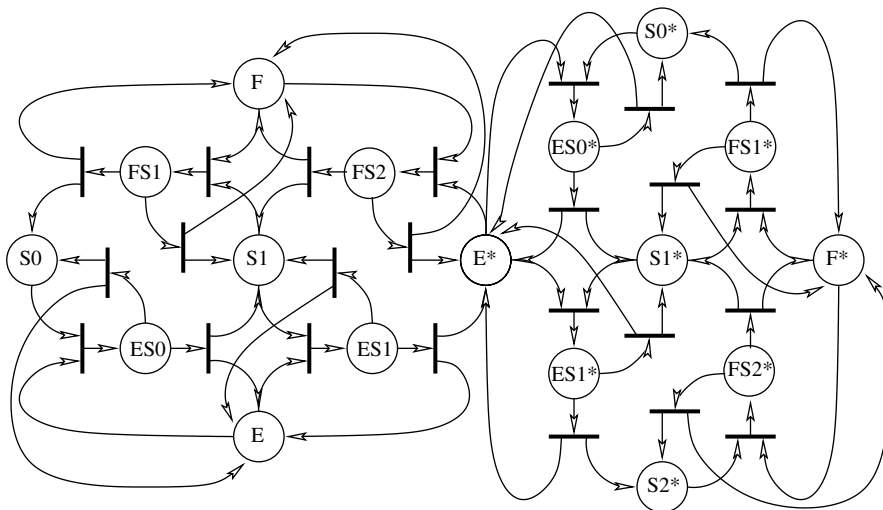 S0*
F
ES0*
FS1*
FS1
FS2
S0
S1
E*
S1*
F*
ES0
ES1
ES1*
FS2*
E
S2*